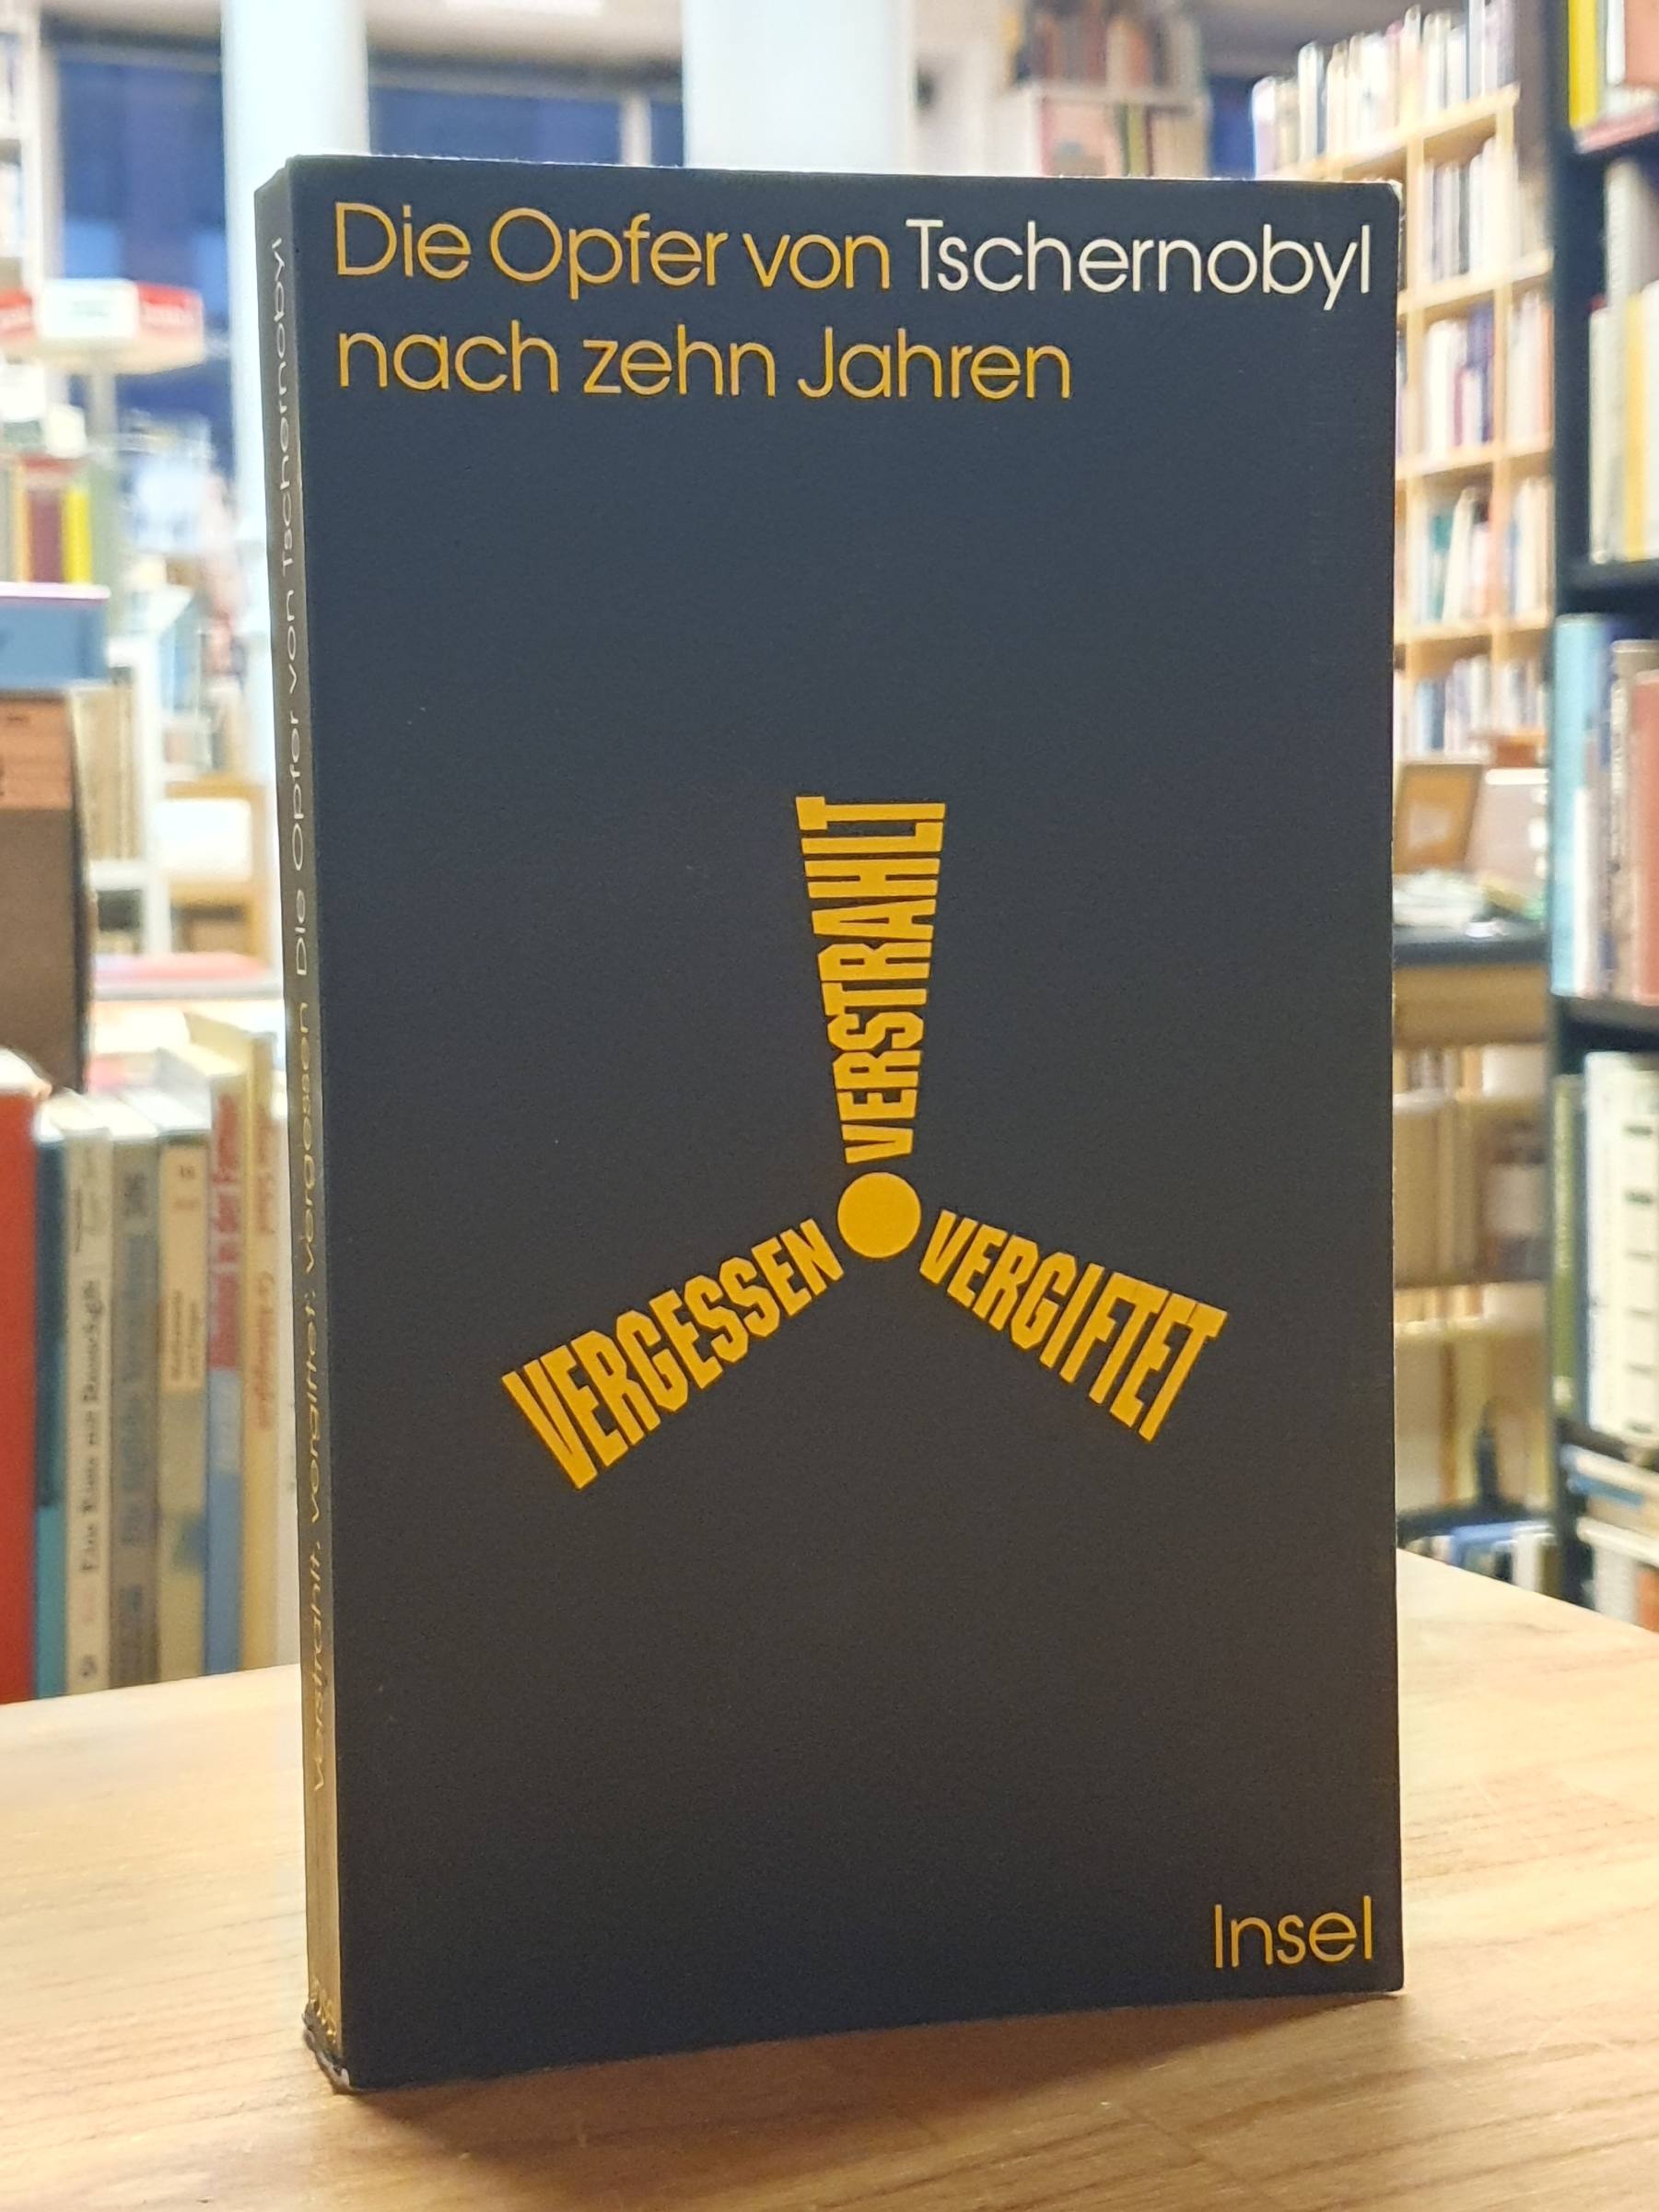 Die Opfer von Tschernobyl
nach zehn Jahren
VERSTRAHLT
VERGIFTET
VERGESSEN
Insel
Verstrahlt, vergiftet, vergessen Die Opfer von Tschernobyl